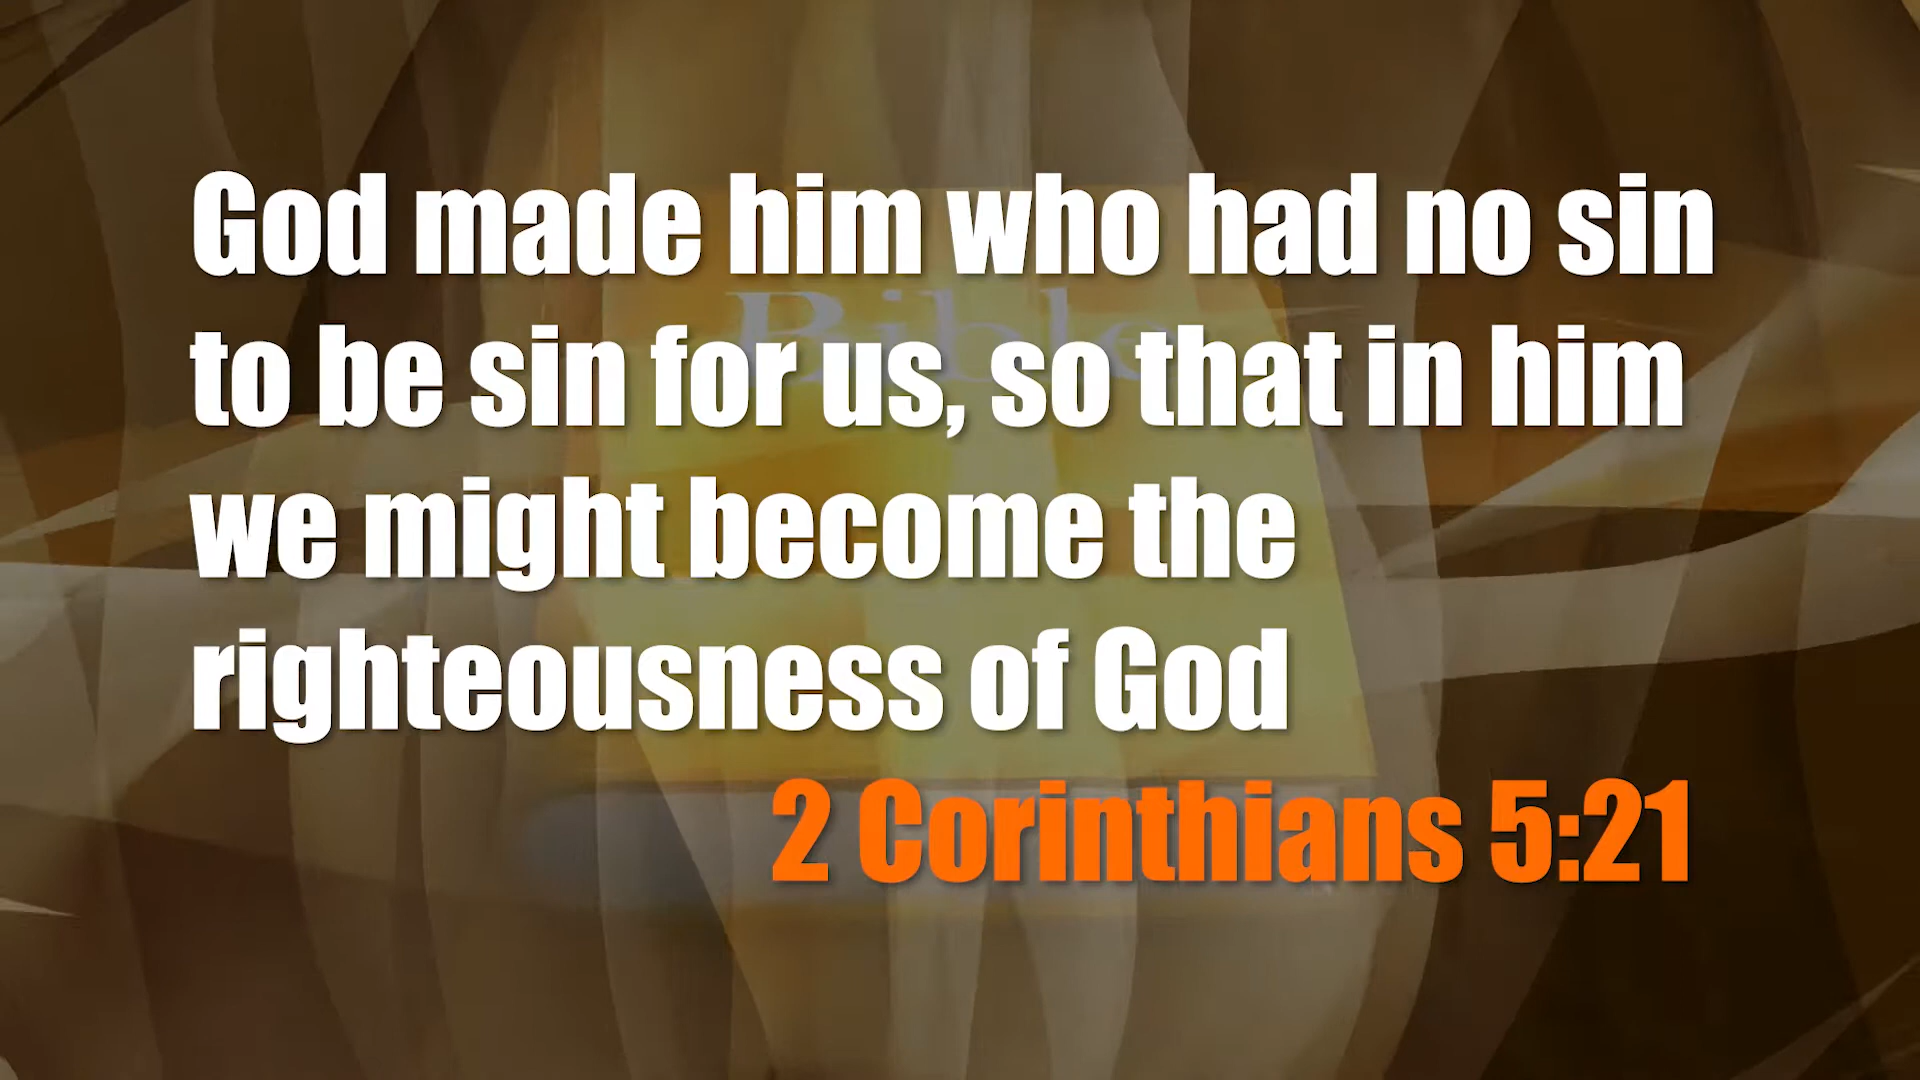 God made him who had no sin
to be sin for us, so that in him
we might become the
righteousness of God
2 Corinthians 5:21
Bible